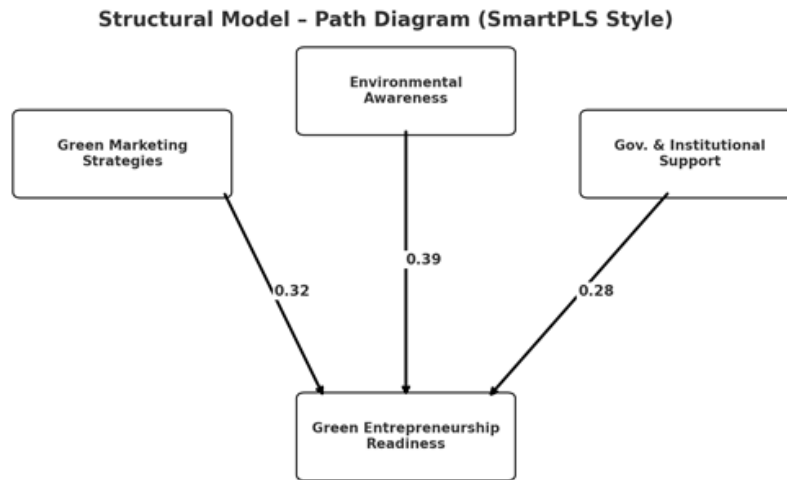 Structural Model – Path Diagram (SmartPLS Style)
Environmental
Awareness
Green Marketing
Strategies
Gov. & Institutional
Support
0.39
0.32
0.28
Green Entrepreneurship
Readiness